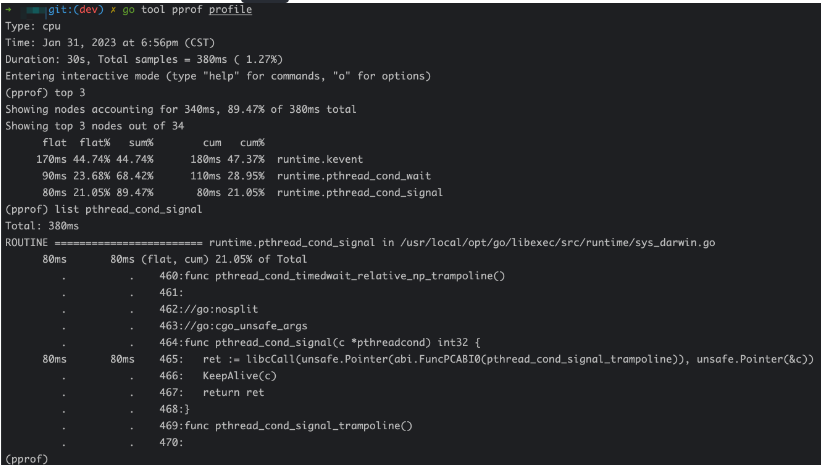 → git:(dev) ✗ go tool pprof profile
Type: cpu
Time: Jan 31, 2023 at 6:56pm (CST)
Duration: 30s, Total samples = 380ms ( 1.27%)
Entering interactive mode (type "help" for commands, "o" for options)
(pprof) top 3
Showing nodes accounting for 340ms, 89.47% of 380ms total
Showing top 3 nodes out of 34
      flat  flat%   sum%        cum   cum%
     170ms 44.74% 44.74%      180ms 47.37%  runtime.kevent
      90ms 23.68% 68.42%      110ms 28.95%  runtime.pthread_cond_wait
      80ms 21.05% 89.47%       80ms 21.05%  runtime.pthread_cond_signal
(pprof) list pthread_cond_signal
Total: 380ms
ROUTINE ======================== runtime.pthread_cond_signal in /usr/local/opt/go/libexec/src/runtime/sys_darwin.go
      80ms       80ms (flat, cum) 21.05% of Total
         .          .    460:func pthread_cond_timedwait_relative_np_trampoline()
         .          .    461:
         .          .    462://go:nosplit
         .          .    463://go:cgo_unsafe_args
         .          .    464:func pthread_cond_signal(c *pthreadcond) int32 {
      80ms       80ms    465:	ret := libcCall(unsafe.Pointer(abi.FuncPCABI0(pthread_cond_signal_trampoline)), unsafe.Pointer(&c))
         .          .    466:	KeepAlive(c)
         .          .    467:	return ret
         .          .    468:}
         .          .    469:func pthread_cond_signal_trampoline()
         .          .    470:
(pprof)